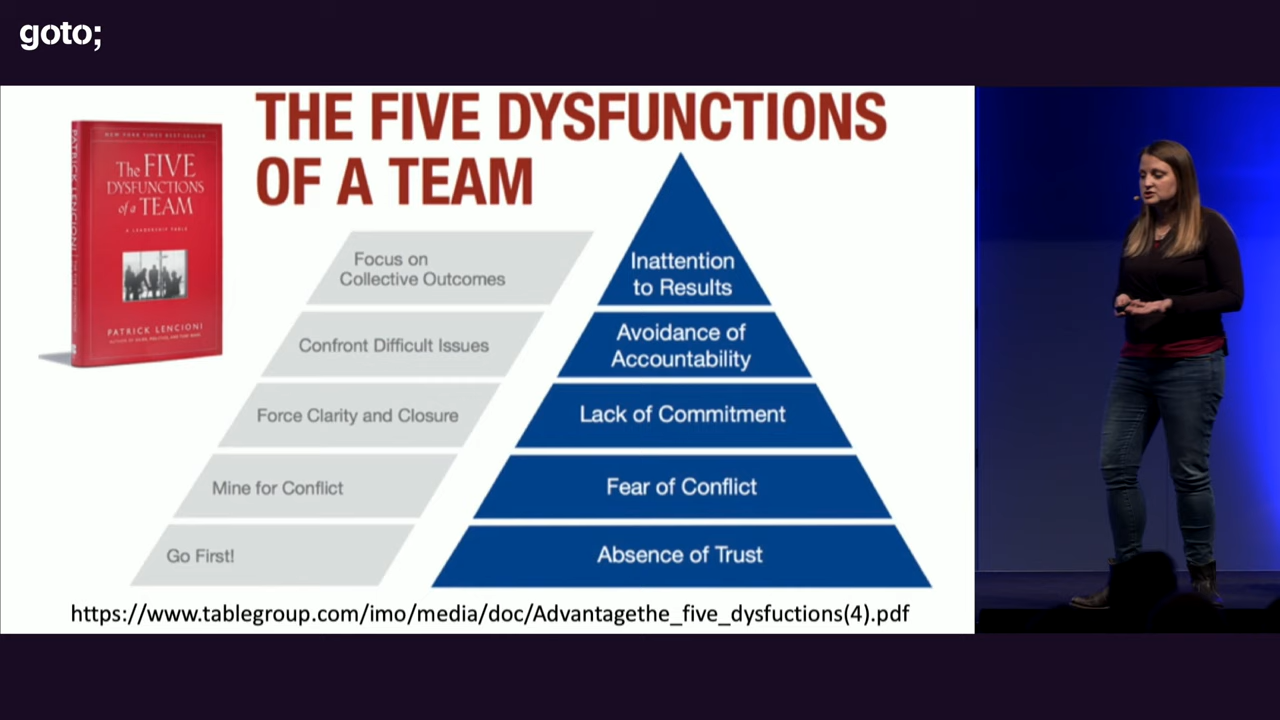 goto;
THE FIVE DYSFUNCTIONS
OF A TEAM
NEW YORK TIMES BEST-SELLER
The FIVE
DYSFUNCTIONS
of a TEAM
A LEADERSHIP FABLE
PATRICK LENCIONI
PATRICK LENCIONI
Focus on
Collective Outcomes
Confront Difficult Issues
Force Clarity and Closure
Mine for Conflict
Go First!
Inattention
to Results
Avoidance of
Accountability
Lack of Commitment
Fear of Conflict
Absence of Trust
https://www.tablegroup.com/imo/media/doc/Advantagethe_five_dysfuctions(4).pdf